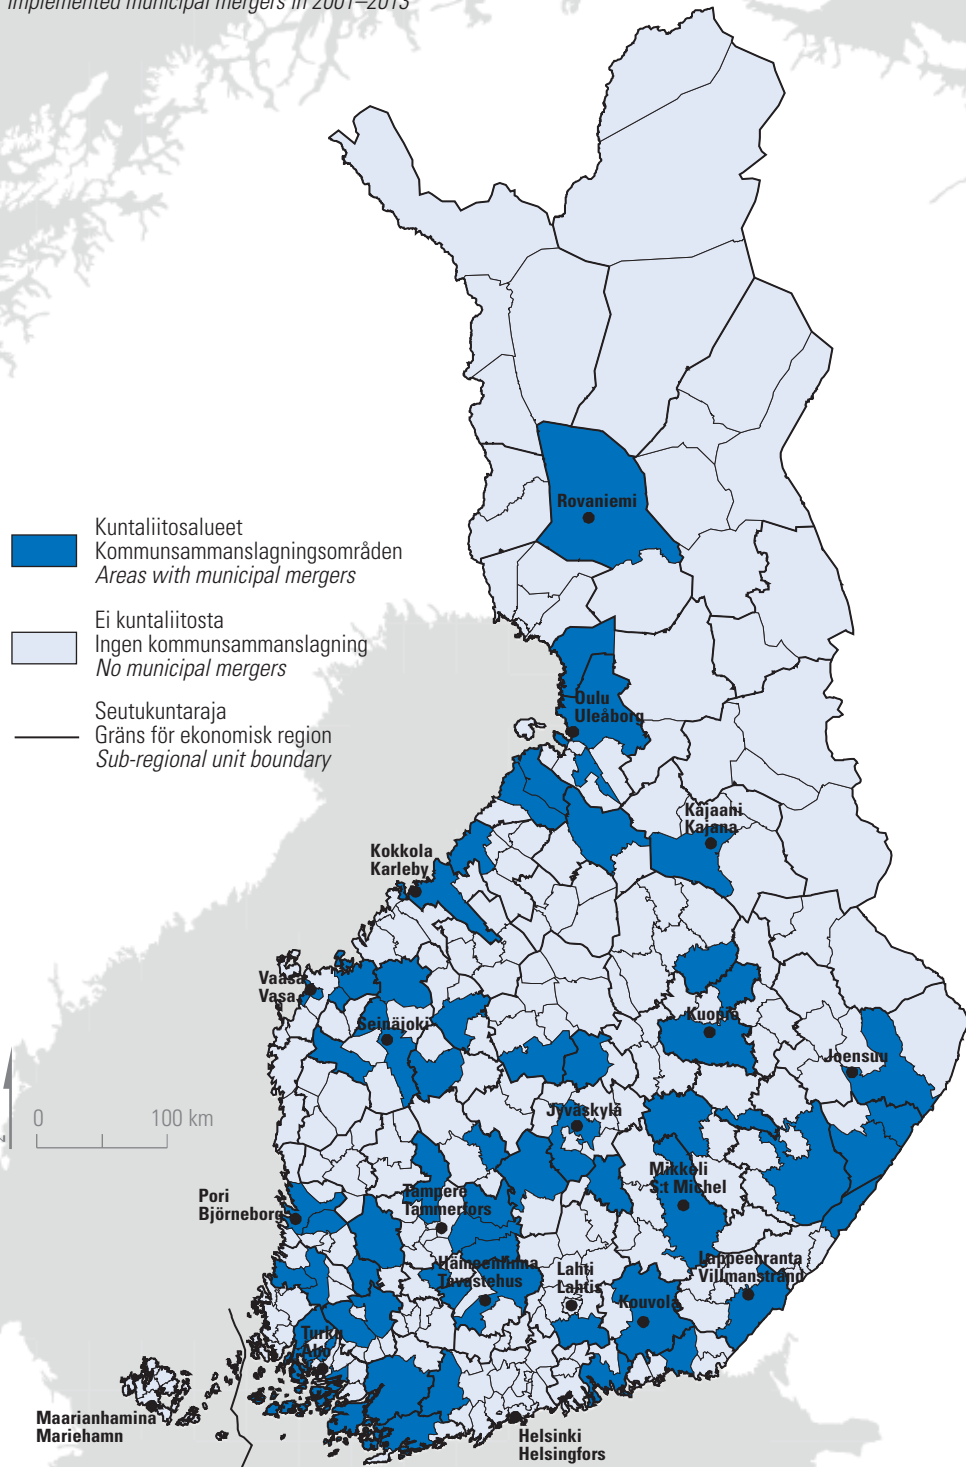 Implemented municipal mergers in 2001–2013
Rovaniemi
Kuntaliitosalueet
Kommunsammanslagningsområden
Areas with municipal mergers
Ei kuntaliitosta
Ingen kommunsammanslagning
No municipal mergers
Seutukuntaraja
Gräns för ekonomisk region
Sub-regional unit boundary
Oulu
Uleåborg
Kajaani
Kajana
Kokkola
Karleby
Vaasa
Vasa
Seinäjoki
Kuopio
Joensuu
0 100 km
Jyväskylä
Mikkeli
S:t Michel
Pori
Björneborg
Tampere
Tammerfors
Hämeenlinna
Tavastehus
Lahti
Lahtis
Lappeenranta
Villmanstrand
Kouvola
Turku
Åbo
Maarianhamina
Mariehamn
Helsinki
Helsingfors